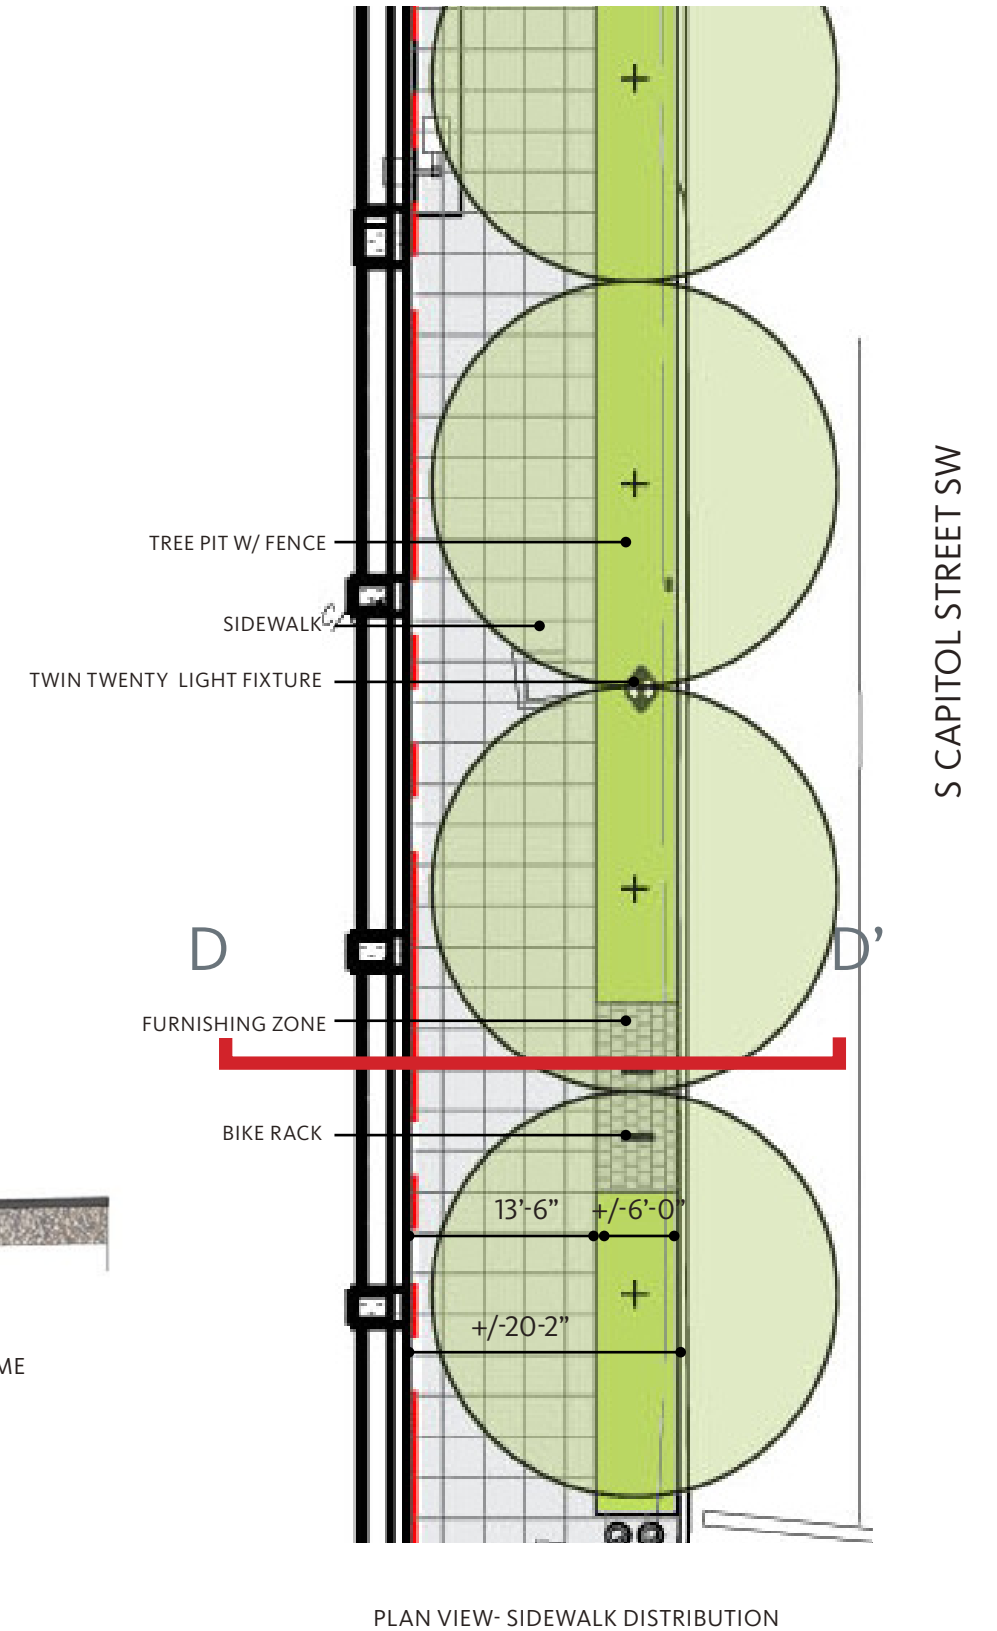 TREE PIT W/ FENCE
SIDEWALK
TWIN TWENTY LIGHT FIXTURE
S CAPITOL STREET SW
D
D’
FURNISHING ZONE
BIKE RACK
13’-6” +/-6’-0”
+/-20-2”
ME
PLAN VIEW- SIDEWALK DISTRIBUTION